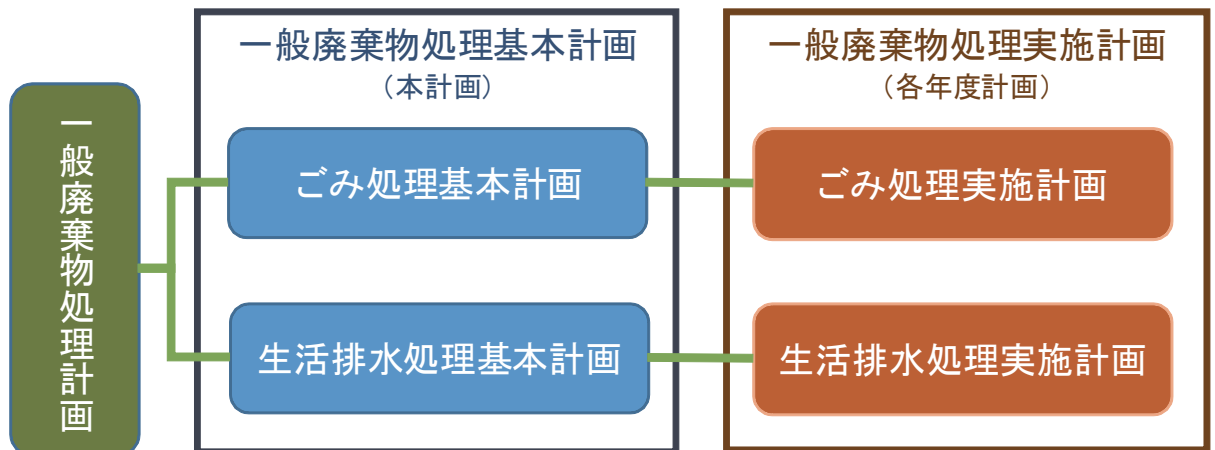 一般廃棄物処理計画
一般廃棄物処理基本計画
（本計画）
ごみ処理基本計画
生活排水処理基本計画
一般廃棄物処理実施計画
（各年度計画）
ごみ処理実施計画
生活排水処理実施計画